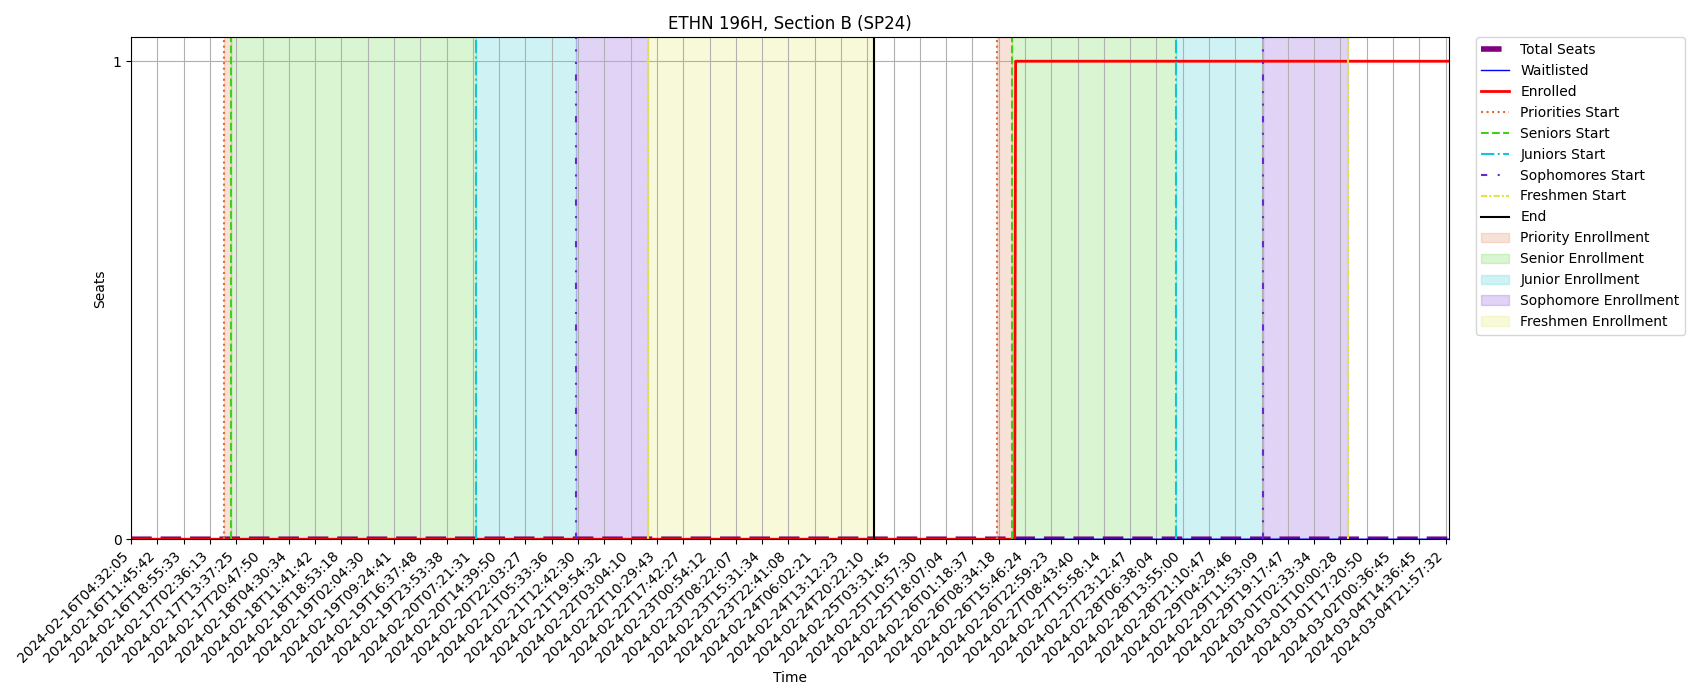 ETHN 196H, Section B (SP24)
Seats
1
0
2024-02-16T04:32:05
2024-02-16T11:45:42
2024-02-16T18:55:33
2024-02-17T02:36:13
2024-02-17T13:37:25
2024-02-17T20:47:50
2024-02-18T04:30:34
2024-02-18T11:41:42
2024-02-18T18:53:18
2024-02-19T02:04:30
2024-02-19T09:24:41
2024-02-19T16:37:48
2024-02-19T23:53:38
2024-02-20T07:21:31
2024-02-20T14:39:50
2024-02-20T22:03:27
2024-02-21T05:33:36
2024-02-21T12:42:30
2024-02-21T19:54:32
2024-02-22T03:04:10
2024-02-22T10:29:43
2024-02-22T17:42:27
2024-02-23T00:54:12
2024-02-23T08:22:07
2024-02-23T15:31:34
2024-02-23T22:41:08
2024-02-24T06:02:21
2024-02-24T13:12:23
2024-02-24T20:22:10
2024-02-25T03:31:45
2024-02-25T10:57:30
2024-02-25T18:07:04
2024-02-26T01:18:37
2024-02-26T08:34:18
2024-02-26T15:46:24
2024-02-26T22:59:23
2024-02-27T08:43:40
2024-02-27T15:58:14
2024-02-27T23:12:47
2024-02-28T06:38:04
2024-02-28T13:55:00
2024-02-28T21:10:47
2024-02-29T04:29:46
2024-02-29T11:53:09
2024-02-29T19:17:47
2024-03-01T02:33:34
2024-03-01T10:00:28
2024-03-01T17:20:50
2024-03-02T00:36:45
2024-03-04T14:36:45
2024-03-04T21:57:32
Time
Total Seats
Waitlisted
Enrolled
Priorities Start
Seniors Start
Juniors Start
Sophomores Start
Freshmen Start
End
Priority Enrollment
Senior Enrollment
Junior Enrollment
Sophomore Enrollment
Freshmen Enrollment